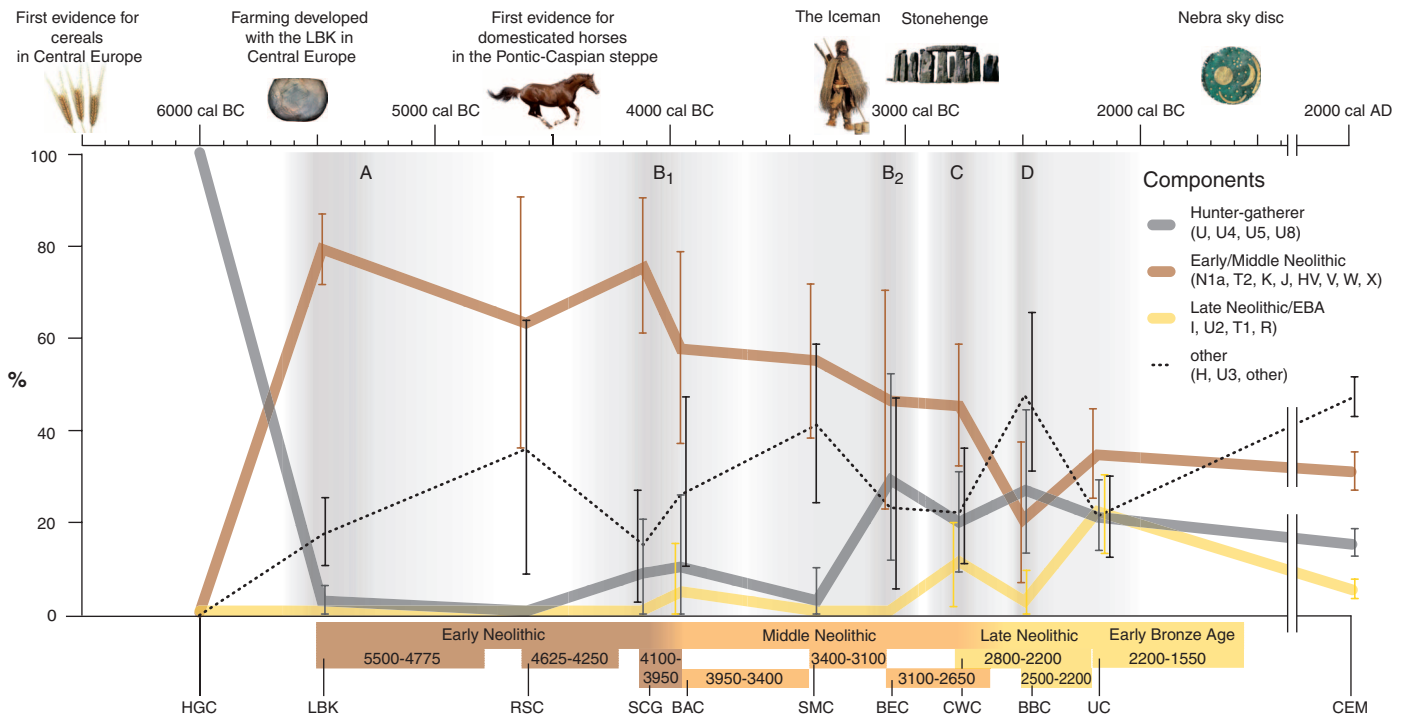 First evidence for
cereals
in Central Europe
Farming developed
with the LBK in
Central Europe
First evidence for
domesticated horses
in the Pontic-Caspian steppe
The Iceman
Stonehenge
Nebra sky disc
6000 cal BC
5000 cal BC
4000 cal BC
3000 cal BC
2000 cal BC
2000 cal AD
100
80
60
40
20
0
%
A
B1
B2
C
D
Components
Hunter-gatherer
(U, U4, U5, U8)
Early/Middle Neolithic
(N1a, T2, K, J, HV, V, W, X)
Late Neolithic/EBA
I, U2, T1, R)
other
(H, U3, other)
Early Neolithic
Middle Neolithic
Late Neolithic
Early Bronze Age
5500-4775
4625-4250
4100-
3950
3950-3400
3400-3100
3100-2650
2800-2200
2500-2200
2200-1550
HGC
LBK
RSC
SCG
BAC
SMC
BEC
CWC
BBC
UC
CEM